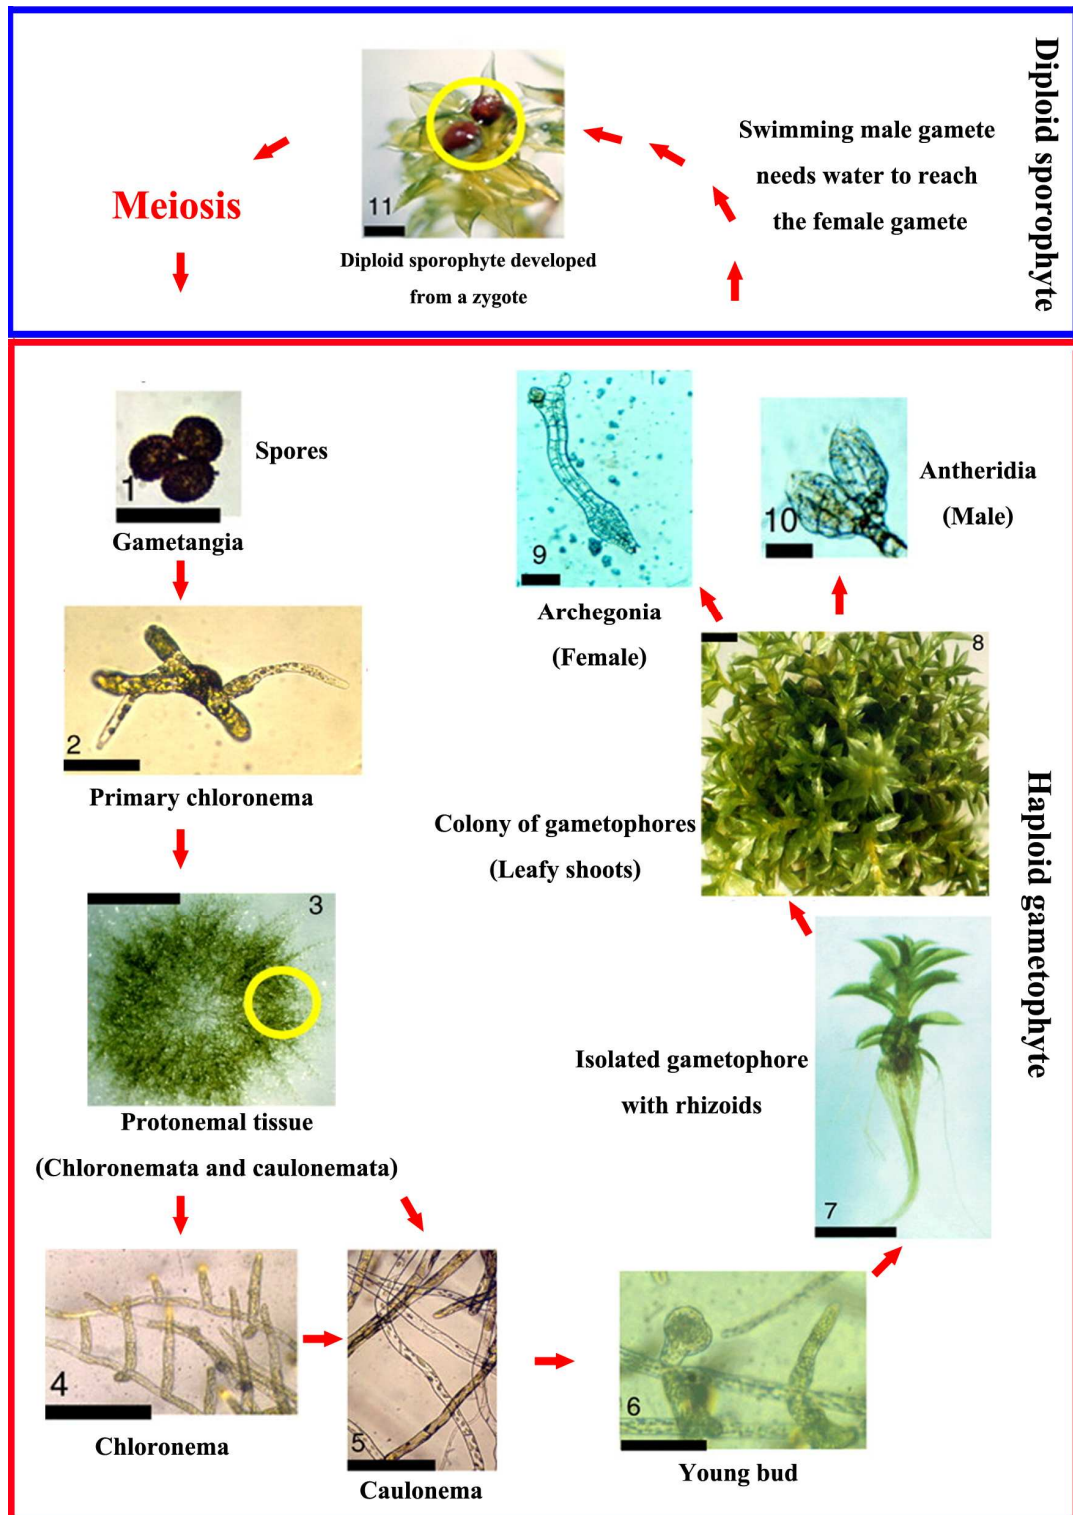 Diploid sporophyte
Swimming male gamete
needs water to reach
the female gamete
11
Diploid sporophyte developed
from a zygote
Meiosis
Haploid gametophyte
1
Spores
Gametangia
2
Primary chloronema
3
Protonemal tissue
(Chloronemata and caulonemata)
4
Chloronema
5
Caulonema
6
Young bud
7
Isolated gametophore
with rhizoids
8
Colony of gametophores
(Leafy shoots)
9
Archegonia
(Female)
10
Antheridia
(Male)